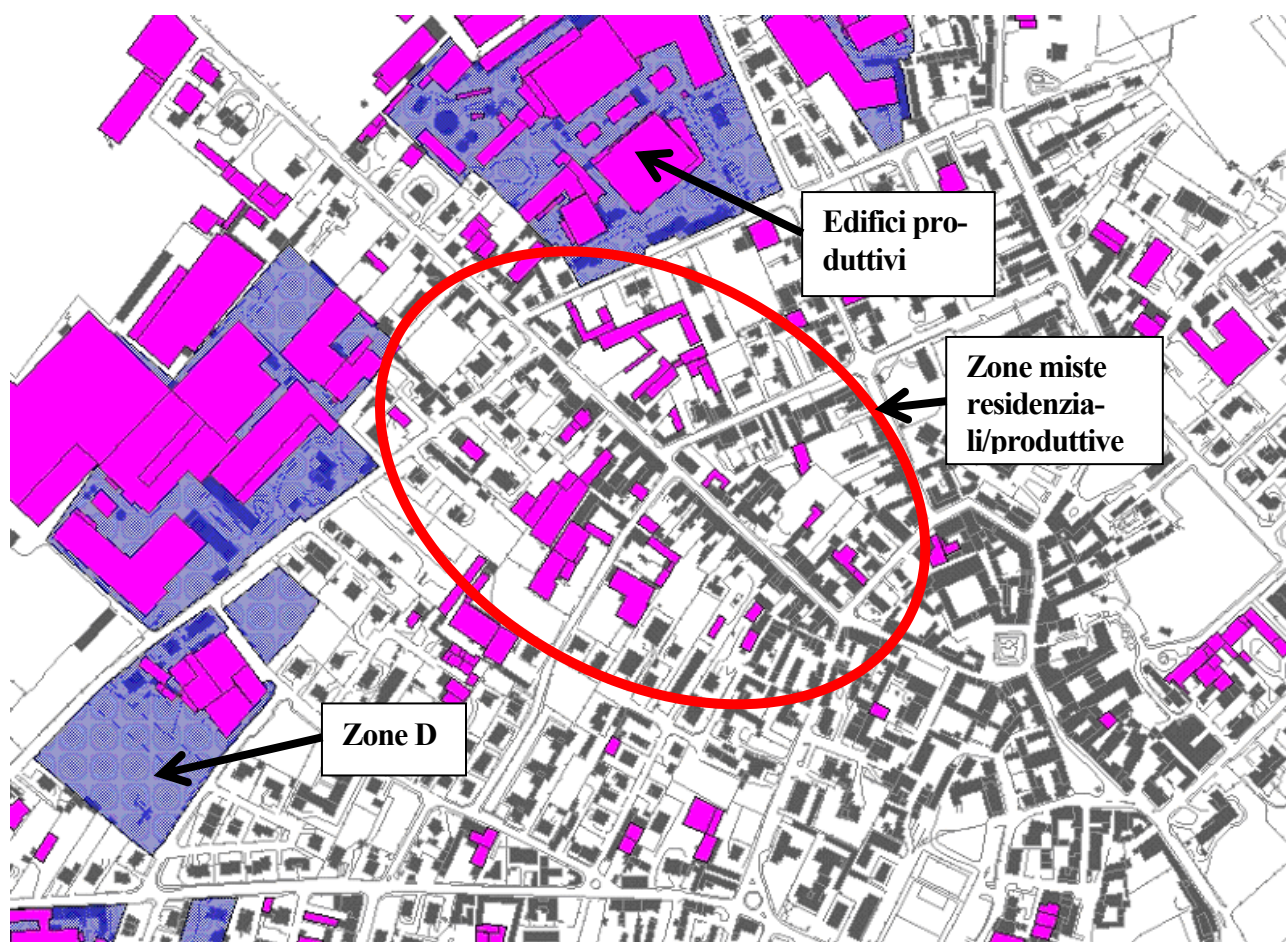 Edifici pro-
duttivi
Zone miste
residenzia-
li/produttive
Zone D